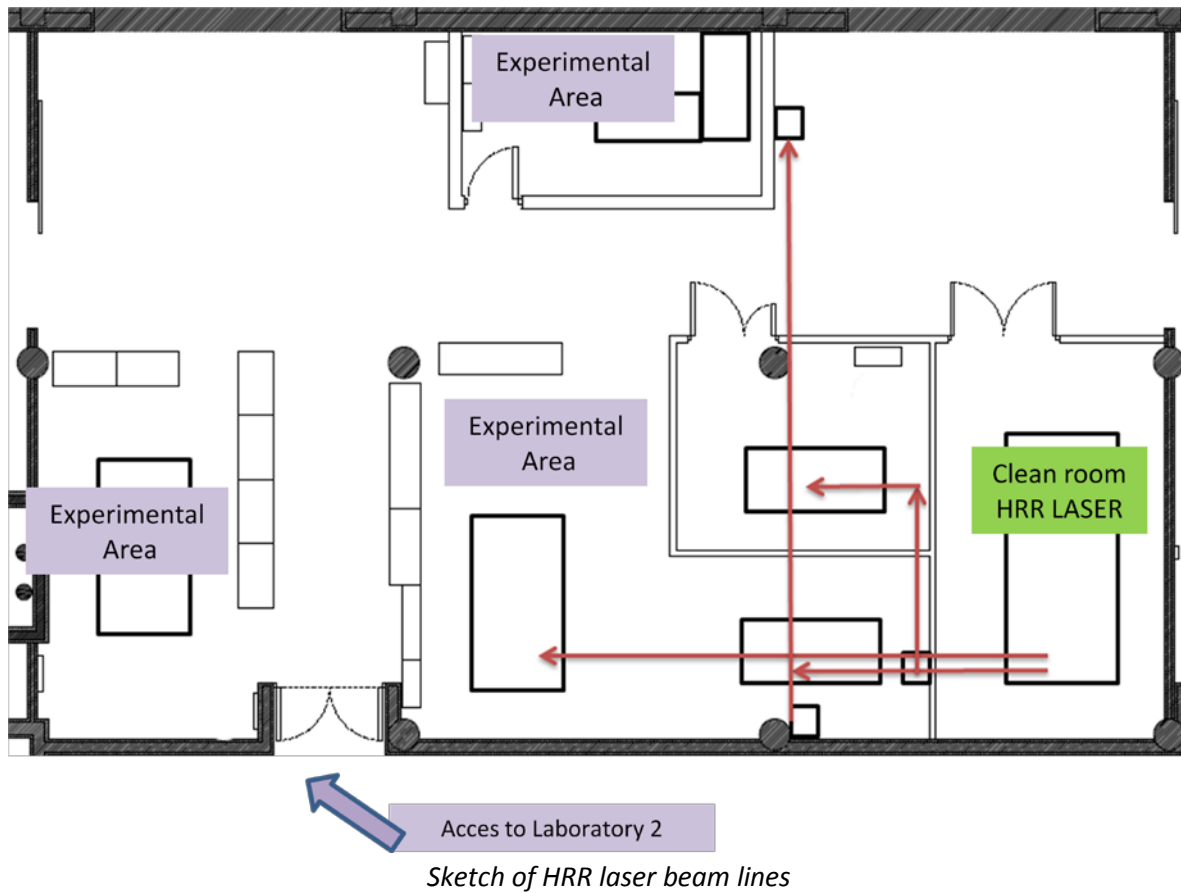 Experimental
Area
Experimental
Area
Clean room
HRR LASER
Experimental
Area
Acces to Laboratory 2
Sketch of HRR laser beam lines